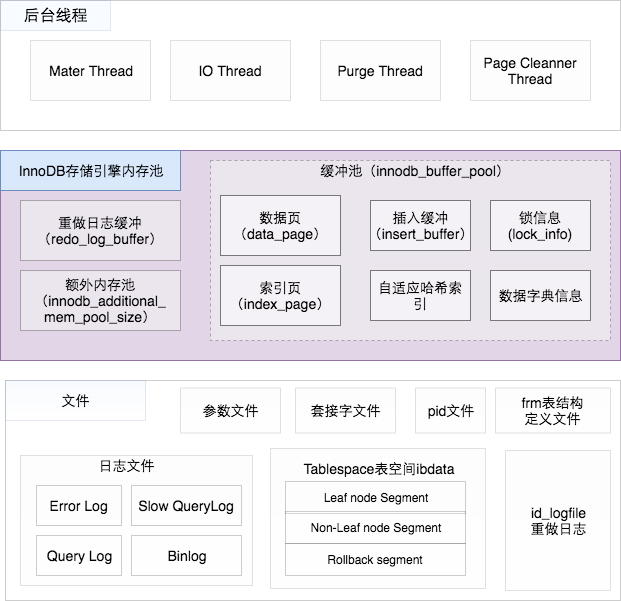 后台线程
Mater Thread
IO Thread
Purge Thread
Page Cleanner
Thread
InnoDB存储引擎内存池
缓冲池（innodb_buffer_pool）
重做日志缓冲
（redo_log_buffer）
数据页
（data_page）
插入缓冲
（insert_buffer）
锁信息
(lock_info)
额外内存池
（innodb_additional_
mem_pool_size）
索引页
（index_page）
自适应哈希索
引
数据字典信息
文件
参数文件
套接字文件
pid文件
frm表结构
定义文件
日志文件
Error Log
Slow QueryLog
Query Log
Binlog
Tablespace表空间ibdata
Leaf node Segment
Non-Leaf node Segment
Rollback segment
id_logfile
重做日志